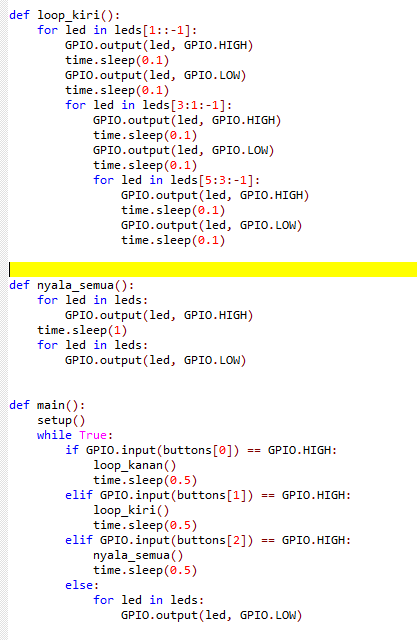 def loop_kiri():
    for led in leds[1::-1]:
        GPIO.output(led, GPIO.HIGH)
        time.sleep(0.1)
        GPIO.output(led, GPIO.LOW)
        time.sleep(0.1)
        for led in leds[3:1:-1]:
            GPIO.output(led, GPIO.HIGH)
            time.sleep(0.1)
            GPIO.output(led, GPIO.LOW)
            time.sleep(0.1)
            for led in leds[5:3:-1]:
                GPIO.output(led, GPIO.HIGH)
                time.sleep(0.1)
                GPIO.output(led, GPIO.LOW)
                time.sleep(0.1)
def nyala_semua():
    for led in leds:
        GPIO.output(led, GPIO.HIGH)
    time.sleep(1)
    for led in leds:
        GPIO.output(led, GPIO.LOW)
def main():
    setup()
    while True:
        if GPIO.input(buttons[0]) == GPIO.HIGH:
            loop_kanan()
            time.sleep(0.5)
        elif GPIO.input(buttons[1]) == GPIO.HIGH:
            loop_kiri()
            time.sleep(0.5)
        elif GPIO.input(buttons[2]) == GPIO.HIGH:
            nyala_semua()
            time.sleep(0.5)
        else:
            for led in leds:
                GPIO.output(led, GPIO.LOW)